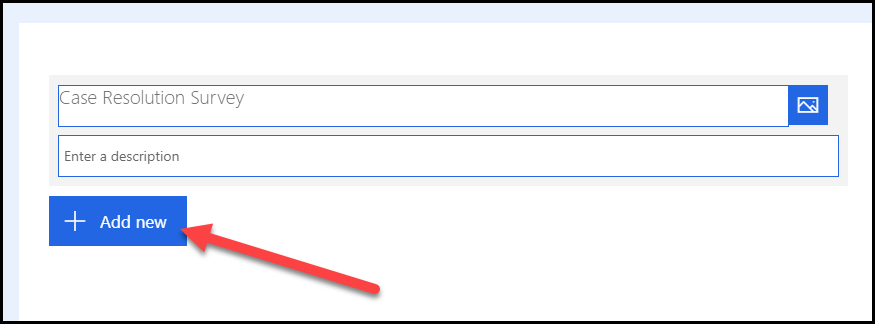 Case Resolution Survey
Enter a description
Add new